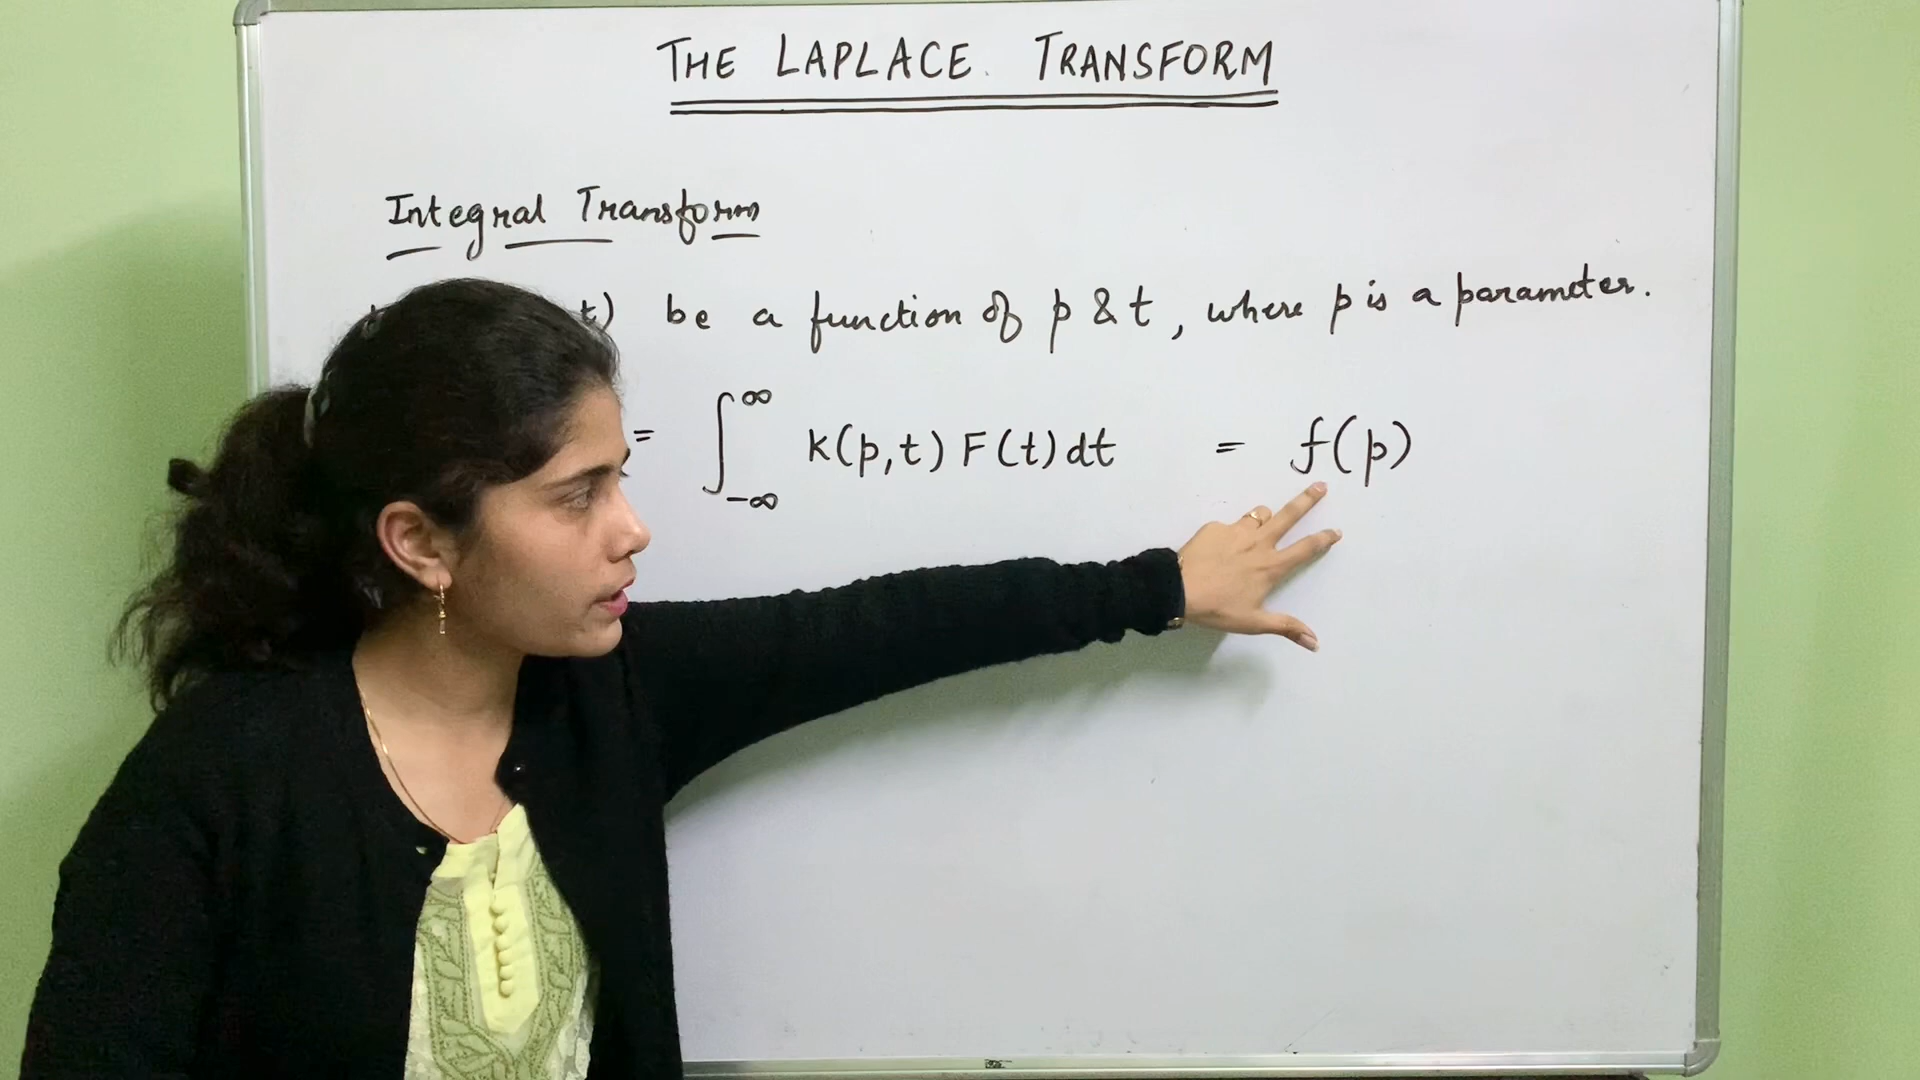 THE LAPLACE TRANSFORM
Integral Transform
t) be a function of p & t, where p is a parameter.
= ∫_{-∞}^{∞} K(p,t) F(t) dt = f(p)